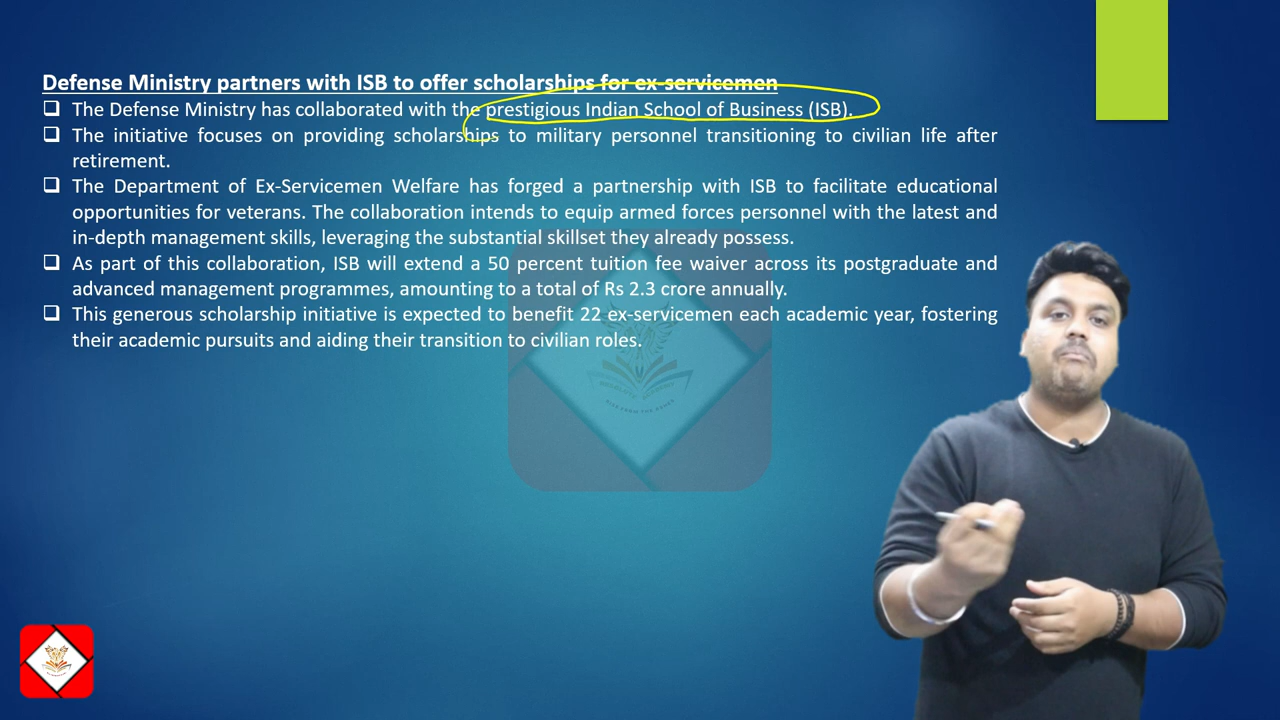 Defense Ministry partners with ISB to offer scholarships for ex-servicemen
❑ The Defense Ministry has collaborated with the prestigious Indian School of Business (ISB).
❑ The initiative focuses on providing scholarships to military personnel transitioning to civilian life after
retirement.
❑ The Department of Ex-Servicemen Welfare has forged a partnership with ISB to facilitate educational
opportunities for veterans. The collaboration intends to equip armed forces personnel with the latest and
in-depth management skills, leveraging the substantial skillset they already possess.
❑ As part of this collaboration, ISB will extend a 50 percent tuition fee waiver across its postgraduate and
advanced management programmes, amounting to a total of Rs 2.3 crore annually.
❑ This generous scholarship initiative is expected to benefit 22 ex-servicemen each academic year, fostering
their academic pursuits and aiding their transition to civilian roles.